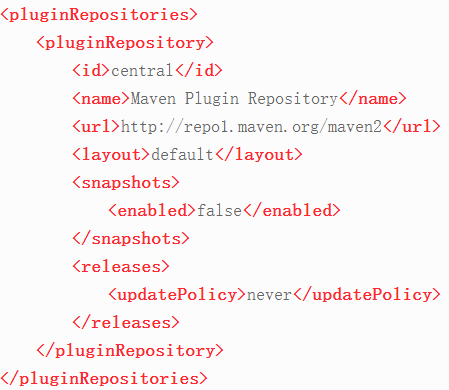 <pluginRepositories>
<pluginRepository>
<id>central</id>
<name>Maven Plugin Repository</name>
<url>http://repo1.maven.org/maven2</url>
<layout>default</layout>
<snapshots>
<enabled>false</enabled>
</snapshots>
<releases>
<updatePolicy>never</updatePolicy>
</releases>
</pluginRepository>
</pluginRepositories>